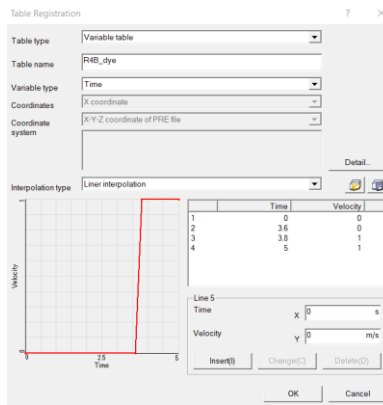 Table Registration ? ×
Table type Variable table
Table name R4B_dye
Variable type Time
Coordinates X coordinate
Coordinate system X-Y-Z coordinate of PRE file
Detail..
Interpolation type Liner interpolation
Time Velocity
1 0 0
2 3.6 0
3 3.8 1
4 5 1
1
Velocity
0
0 2.5 5
Time
Line 5
Time X 0 s
Velocity Y 0 m/s
Insert(I) Change(C) Delete(D)
OK Cancel